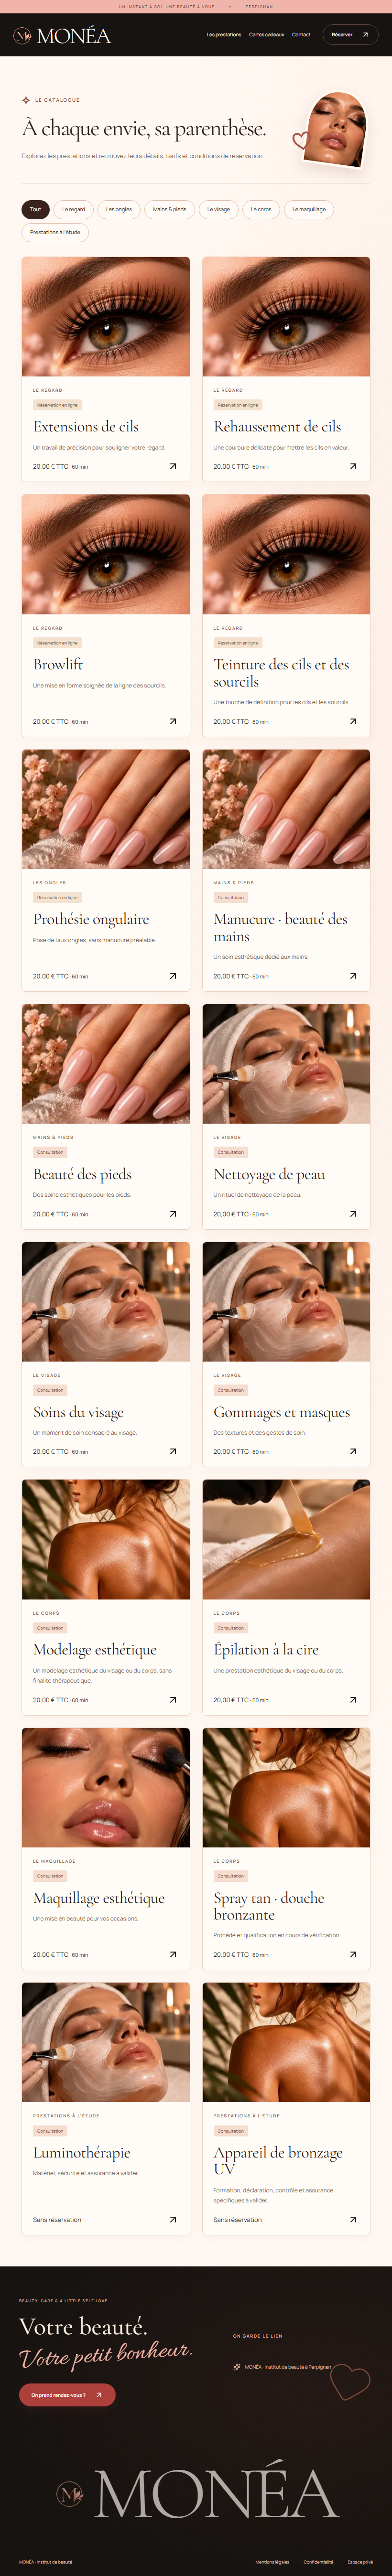 UN INSTANT À SOI, UNE BEAUTÉ À VOUS. PERPIGNAN
MONÉA
Les prestations Cartes cadeaux Contact Réserver
LE CATALOGUE
À chaque envie, sa parenthèse.
Explorez les prestations et retrouvez leurs détails, tarifs et conditions de réservation.
Tout Le regard Les ongles Mains & pieds Le visage Le corps Le maquillage
Prestations à l'étude
LE REGARD
Réservation en ligne
Extensions de cils
Un travail de précision pour souligner votre regard.
20,00 € TTC · 60 min
LE REGARD
Réservation en ligne
Rehaussement de cils
Une courbure délicate pour mettre les cils en valeur.
20,00 € TTC · 60 min
LE REGARD
Réservation en ligne
Browlift
Une mise en forme soignée de la ligne des sourcils.
20,00 € TTC · 60 min
LE REGARD
Réservation en ligne
Teinture des cils et des
sourcils
Une touche de définition pour les cils et les sourcils.
20,00 € TTC · 60 min
LES ONGLES
Réservation en ligne
Prothésie ongulaire
Pose de faux ongles, sans manucure préalable.
20,00 € TTC · 60 min
MAINS & PIEDS
Consultation
Manucure · beauté des
mains
Un soin esthétique dédié aux mains.
20,00 € TTC · 60 min
MAINS & PIEDS
Consultation
Beauté des pieds
Des soins esthétiques pour les pieds.
20,00 € TTC · 60 min
LE VISAGE
Consultation
Nettoyage de peau
Un rituel de nettoyage de la peau.
20,00 € TTC · 60 min
LE VISAGE
Consultation
Soins du visage
Un moment de soin consacré au visage.
20,00 € TTC · 60 min
LE VISAGE
Consultation
Gommages et masques
Des textures et des gestes de soin.
20,00 € TTC · 60 min
LE CORPS
Consultation
Modelage esthétique
Un modelage esthétique du visage ou du corps, sans
finalité thérapeutique.
20,00 € TTC · 60 min
LE CORPS
Consultation
Épilation à la cire
Une prestation esthétique du visage ou du corps.
20,00 € TTC · 60 min
LE MAQUILLAGE
Consultation
Maquillage esthétique
Une mise en beauté pour vos occasions.
20,00 € TTC · 60 min
LE CORPS
Consultation
Spray tan · douche
bronzante
Procédé et qualification en cours de vérification.
20,00 € TTC · 60 min
PRESTATIONS À L'ÉTUDE
Consultation
Luminothérapie
Matériel, sécurité et assurance à valider.
Sans réservation
PRESTATIONS À L'ÉTUDE
Consultation
Appareil de bronzage
UV
Formation, déclaration, contrôle et assurance
spécifiques à valider.
Sans réservation
BEAUTY, CARE & A LITTLE SELF LOVE
Votre beauté.
Votre petit bonheur.
On prend rendez-vous ?
ON GARDE LE LIEN
MONÉA · Institut de beauté à Perpignan
MONÉA
MONÉA · Institut de beauté
Mentions légales Confidentialité Espace privé